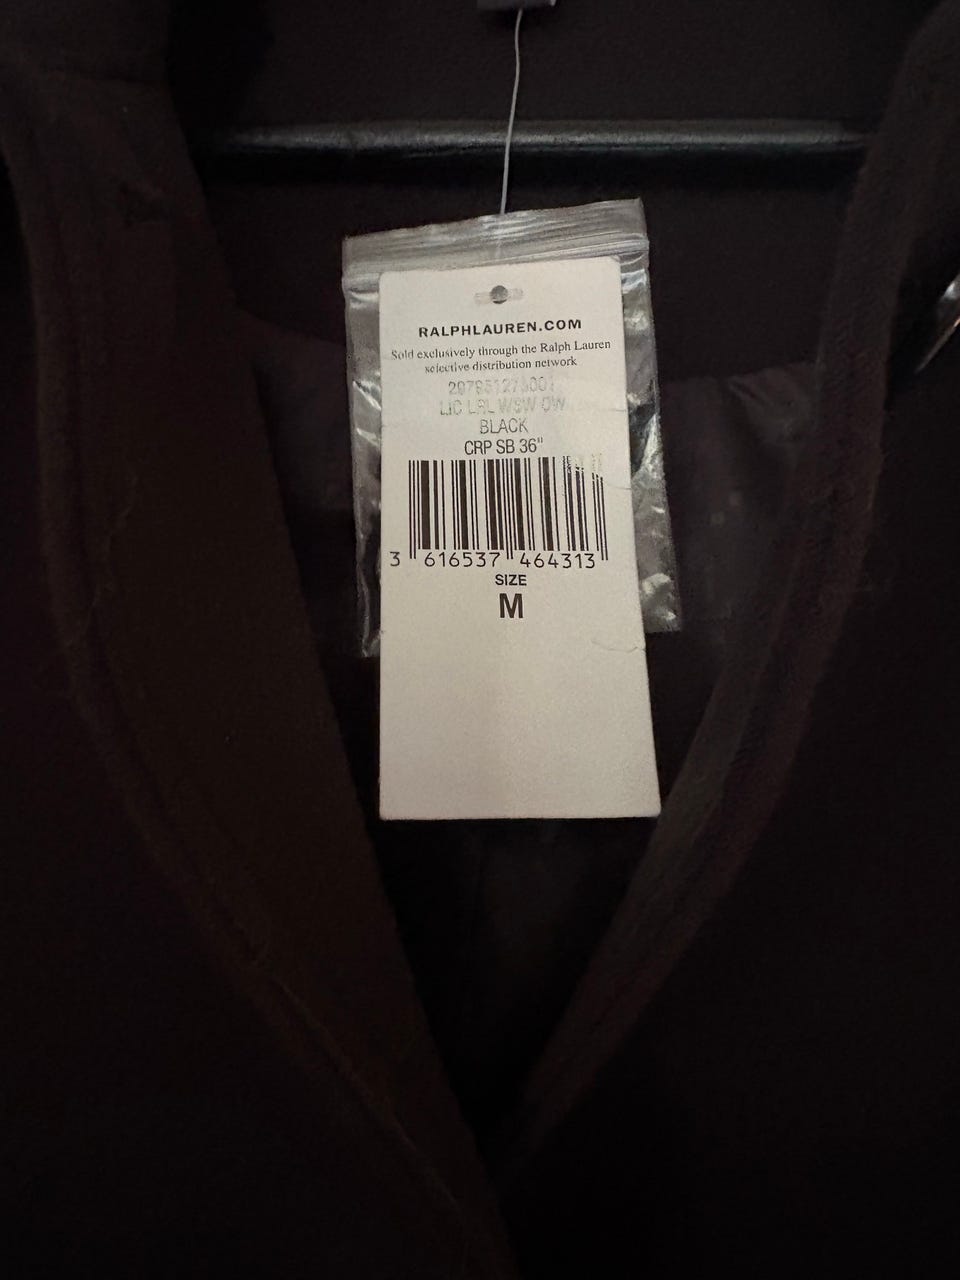 RALPHLAUREN.COM
Sold exclusively through the Ralph Lauren
selective distribution network
LIC LRL WSW OW
BLACK
CRP SB 36"
3 616537 464313
SIZE
M